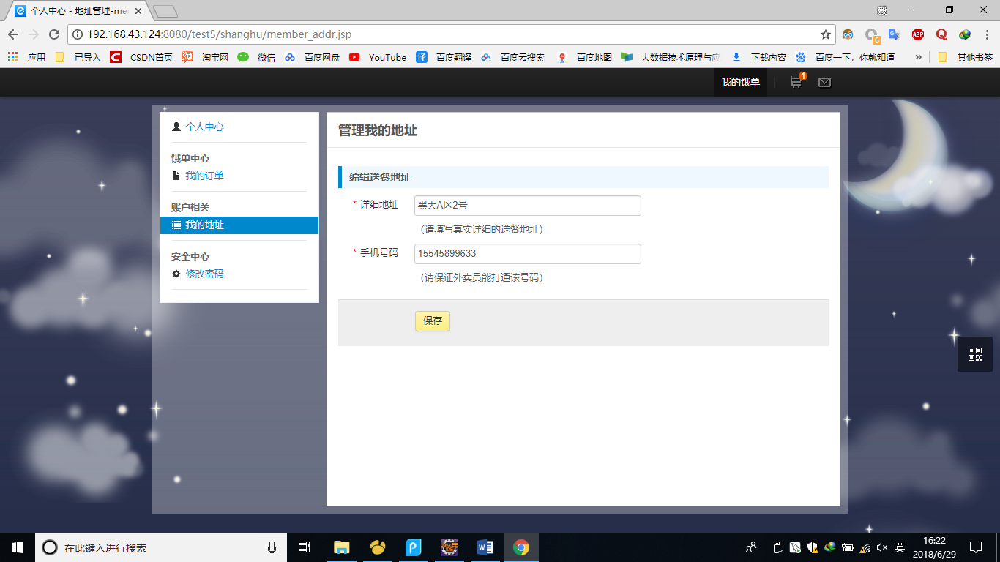 个人中心 - 地址管理-me
192.168.43.124:8080/test5/shanghu/member_addr.jsp
ABP
6
应用 已导入 CSDN首页 淘宝网 微信 百度网盘 YouTube 百度翻译 百度云搜索 百度地图 大数据技术原理与应 下载内容 百度一下，你就知道 » 其他书签
我的饿单 1
个人中心
饿单中心
我的订单
账户相关
我的地址
安全中心
修改密码
管理我的地址
编辑送餐地址
* 详细地址 黑大A区2号
（请填写真实详细的送餐地址）
* 手机号码 15545899633
（请保证外卖员能打通该号码）
保存
在此键入进行搜索
英
16:22
2018/6/29